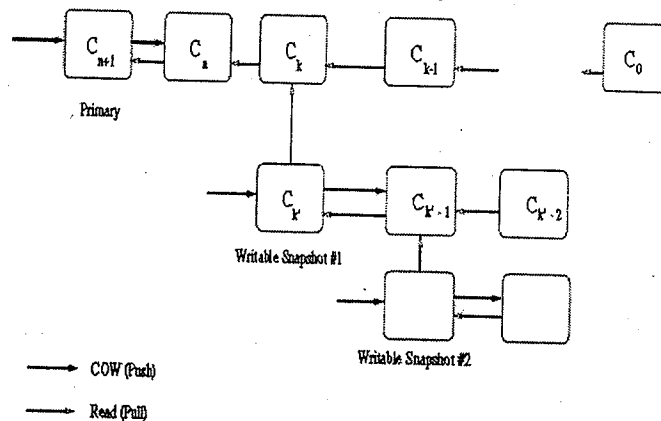 C_{n+1} C_n C_k C_{k-1} C_0
Primary
C_{k'} C_{k'-1} C_{k'-2}
Writable Snapshot #1
Writable Snapshot #2
COW (Push)
Read (Pull)